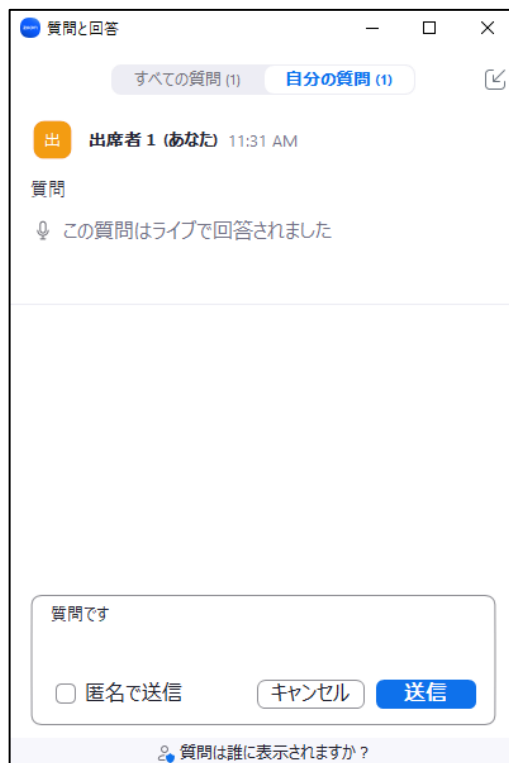 質問と回答
すべての質問 (1) 自分の質問 (1)
出 出席者 1 (あなた) 11:31 AM
質問
この質問はライブで回答されました
質問です
匿名で送信 キャンセル 送信
質問は誰に表示されますか？